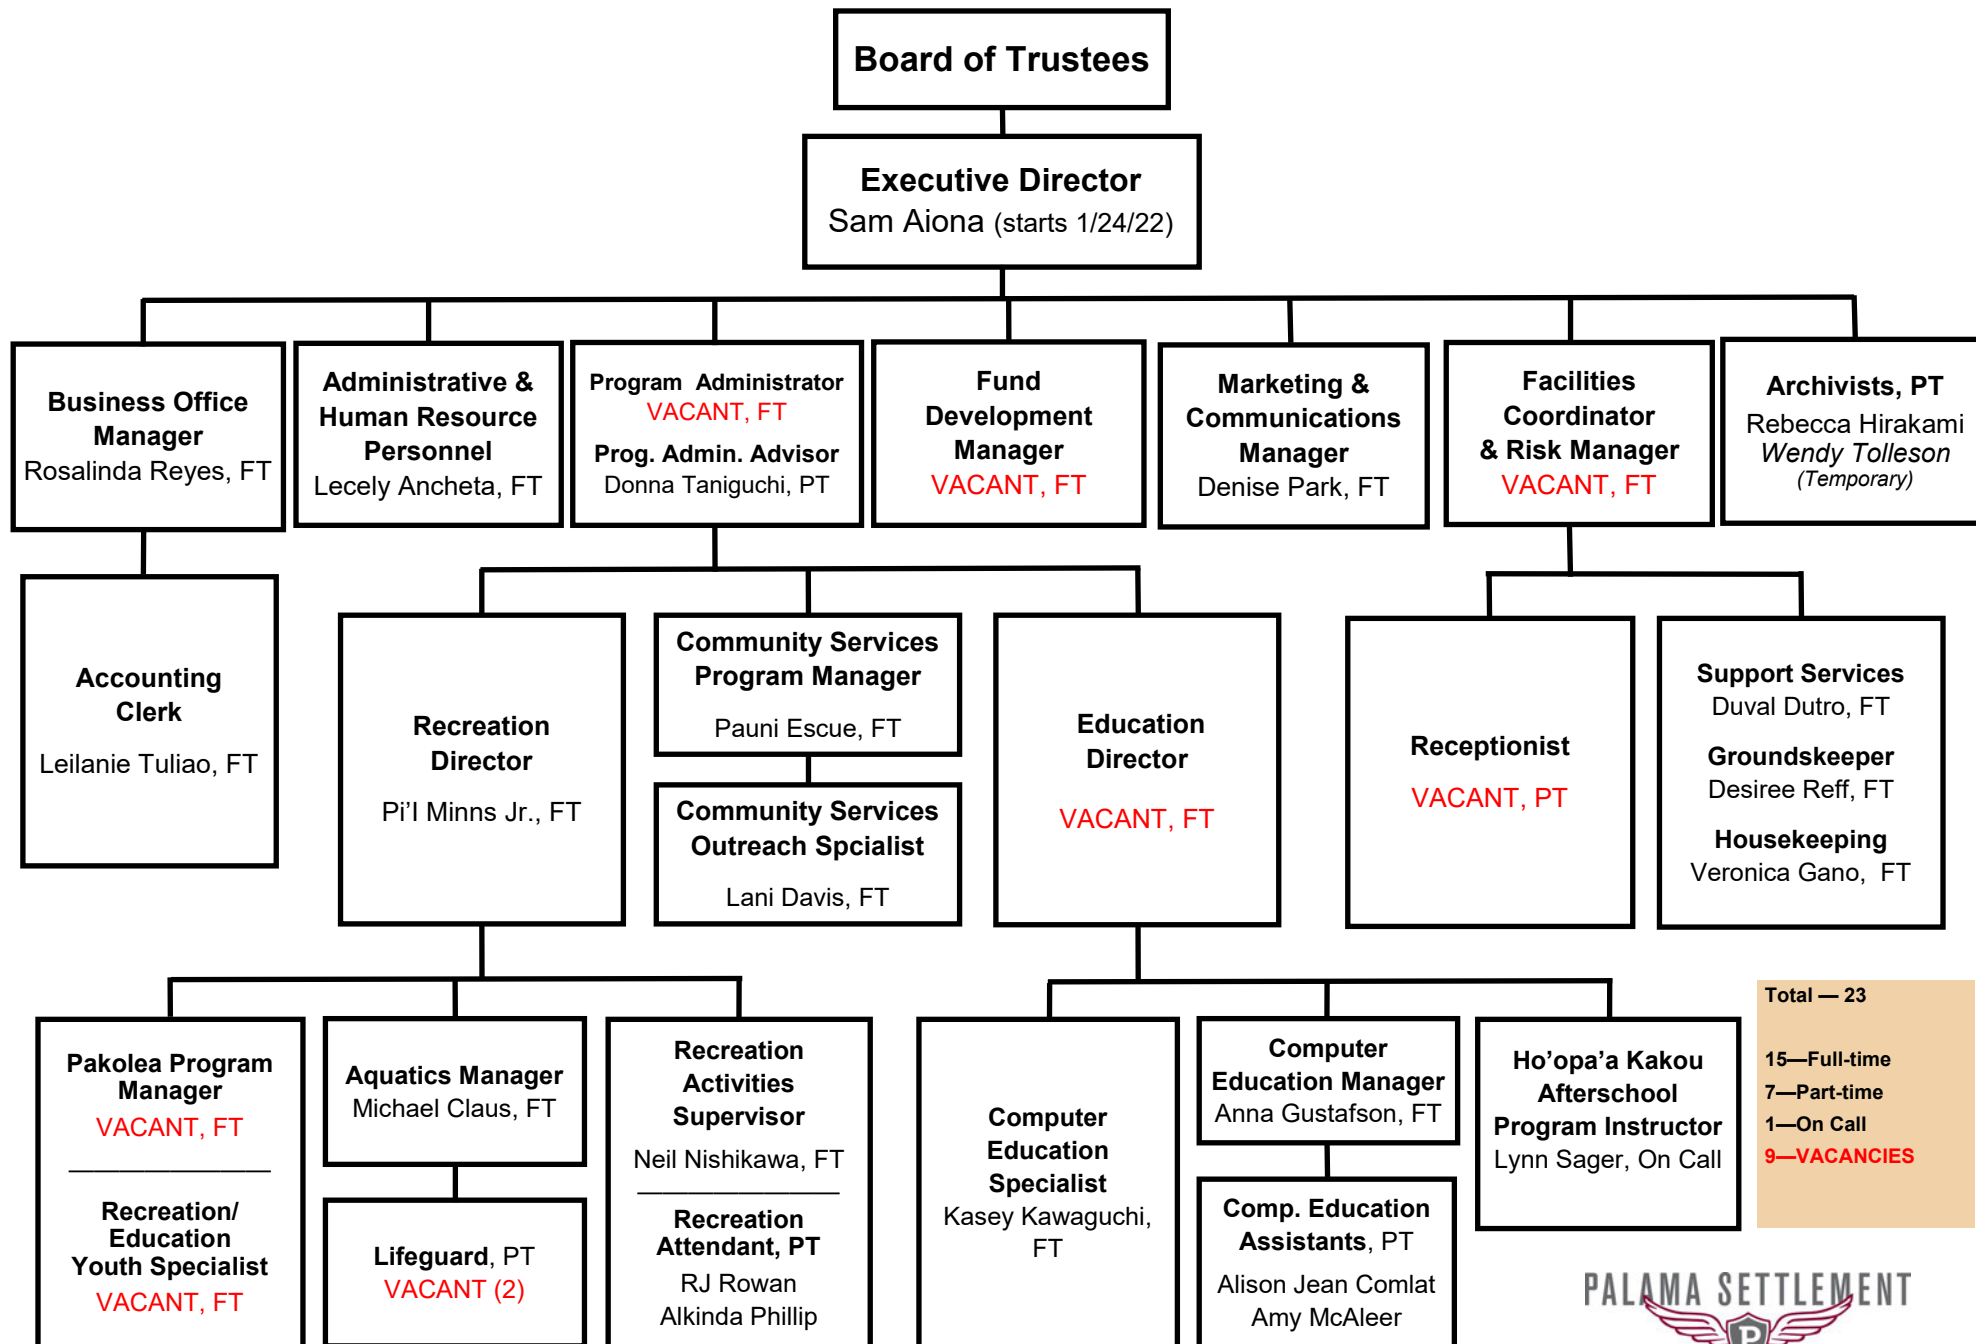 Board of Trustees
Executive Director
Sam Aiona (starts 1/24/22)
Business Office
Manager
Rosalinda Reyes, FT
Administrative &
Human Resource
Personnel
Lecely Ancheta, FT
Program Administrator
VACANT, FT
Prog. Admin. Advisor
Donna Taniguchi, PT
Fund
Development
Manager
VACANT, FT
Marketing &
Communications
Manager
Denise Park, FT
Facilities
Coordinator
& Risk Manager
VACANT, FT
Archivists, PT
Rebecca Hirakami
Wendy Tolleson
(Temporary)
Accounting
Clerk
Leilanie Tuliao, FT
Recreation
Director
Pi’l Minns Jr., FT
Community Services
Program Manager
Pauni Escue, FT
Community Services
Outreach Spcialist
Lani Davis, FT
Education
Director
VACANT, FT
Receptionist
VACANT, PT
Support Services
Duval Dutro, FT
Groundskeeper
Desiree Reff, FT
Housekeeping
Veronica Gano, FT
Pakolea Program
Manager
VACANT, FT
Recreation/
Education
Youth Specialist
VACANT, FT
Aquatics Manager
Michael Claus, FT
Lifeguard, PT
VACANT (2)
Recreation
Activities
Supervisor
Neil Nishikawa, FT
Recreation
Attendant, PT
RJ Rowan
Alkinda Phillip
Computer
Education
Specialist
Kasey Kawaguchi,
FT
Computer
Education Manager
Anna Gustafson, FT
Comp. Education
Assistants, PT
Alison Jean Comlat
Amy McAleer
Ho’opa’a Kakou
Afterschool
Program Instructor
Lynn Sager, On Call
Total — 23
15—Full-time
7—Part-time
1—On Call
9—VACANCIES
PALAMA SETTLEMENT
P